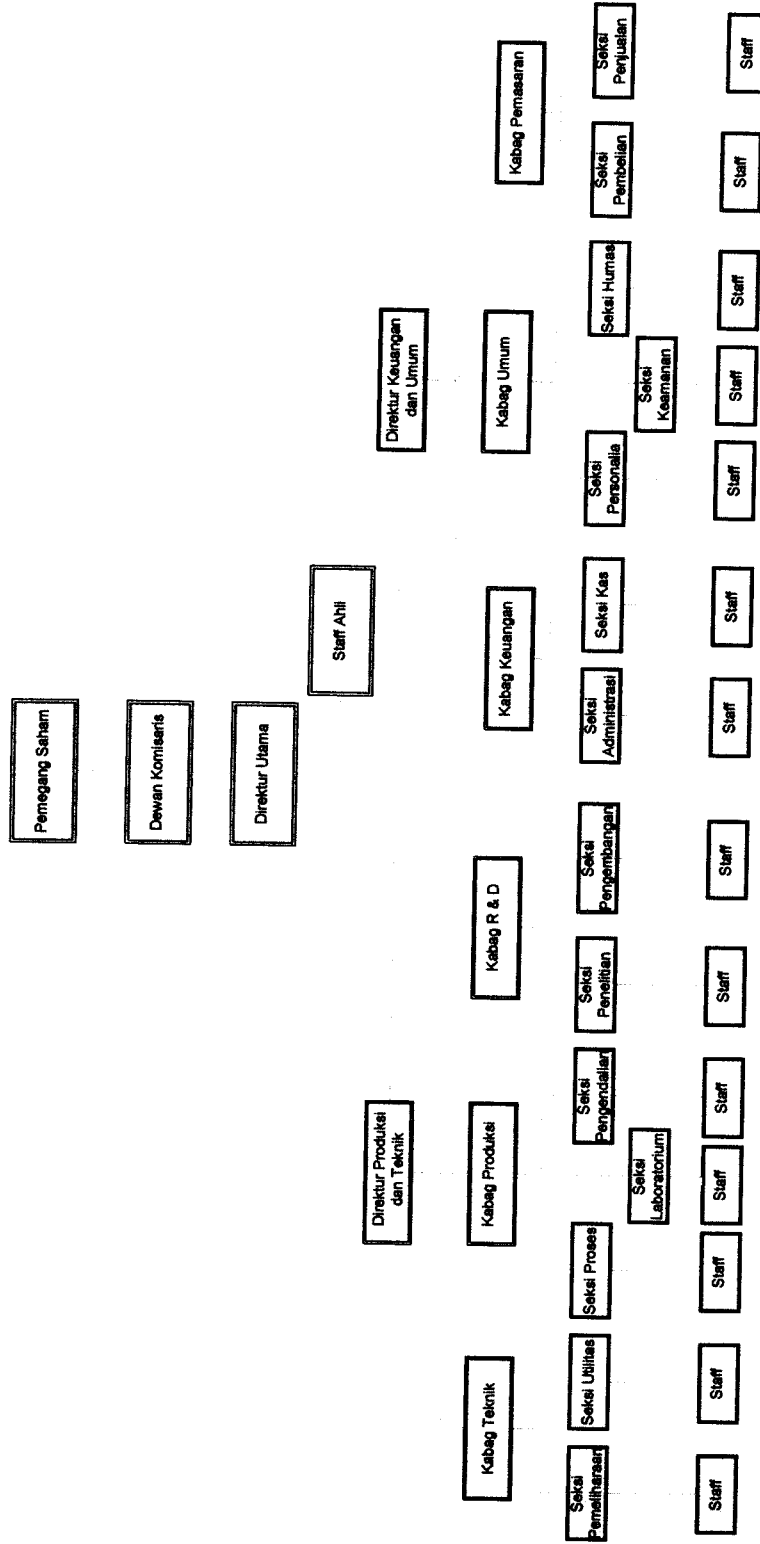 Pemegang Saham
Dewan Komisaris
Direktur Utama
Staff Ahli
Direktur Produksi
dan Teknik
Direktur Keuangan
dan Umum
Kabag Teknik
Kabag Produksi
Kabag R & D
Kabag Keuangan
Kabag Umum
Kabag Pemasaran
Seksi
Pemeliharaan
Seksi Utilitas
Seksi Proses
Seksi
Laboratorium
Seksi
Pengendalian
Seksi
Penelitian
Seksi
Pengembangan
Seksi
Administrasi
Seksi Kas
Seksi
Personalia
Seksi
Keamanan
Seksi Humas
Seksi
Pembelian
Seksi
Penjualan
Staff
Staff
Staff
Staff
Staff
Staff
Staff
Staff
Staff
Staff
Staff
Staff
Staff
Staff